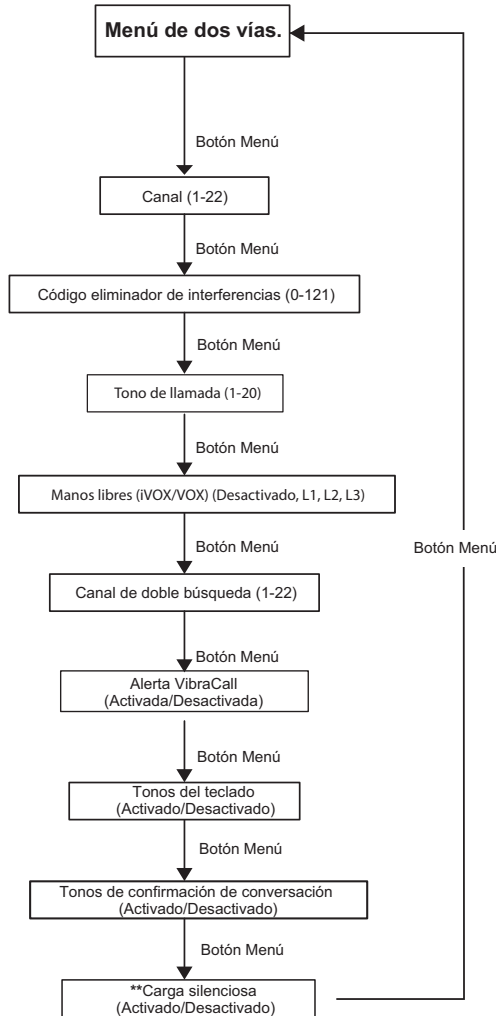 Menú de dos vías.
Botón Menú
Canal (1-22)
Botón Menú
Código eliminador de interferencias (0-121)
Botón Menú
Tono de llamada (1-20)
Botón Menú
Manos libres (iVOX/VOX) (Desactivado, L1, L2, L3)
Botón Menú
Botón Menú
Canal de doble búsqueda (1-22)
Botón Menú
Alerta VibraCall
(Activada/Desactivada)
Botón Menú
Tonos del teclado
(Activado/Desactivado)
Botón Menú
Tonos de confirmación de conversación
(Activado/Desactivado)
Botón Menú
**Carga silenciosa
(Activado/Desactivado)